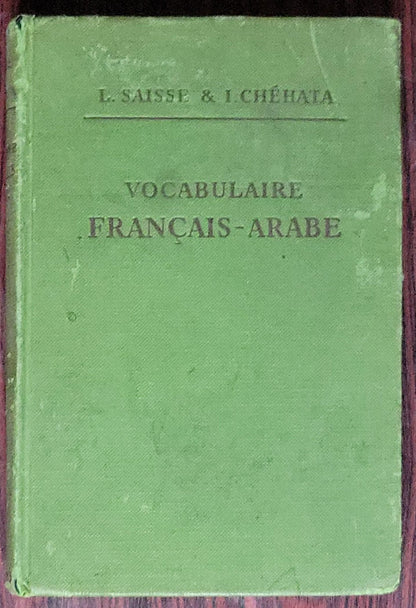 L. SAISSE & I. CHÉHATA
VOCABULAIRE
FRANÇAIS-ARABE